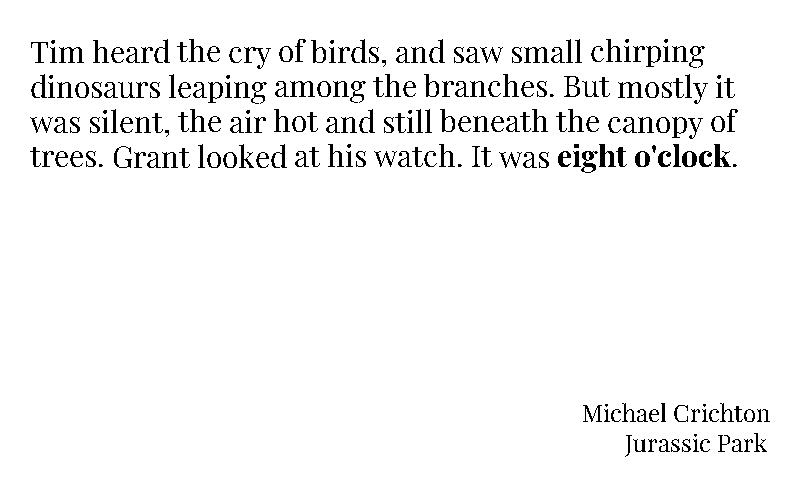 Tim heard the cry of birds, and saw small chirping
dinosaurs leaping among the branches. But mostly it
was silent, the air hot and still beneath the canopy of
trees. Grant looked at his watch. It was eight o'clock.
Michael Crichton
Jurassic Park